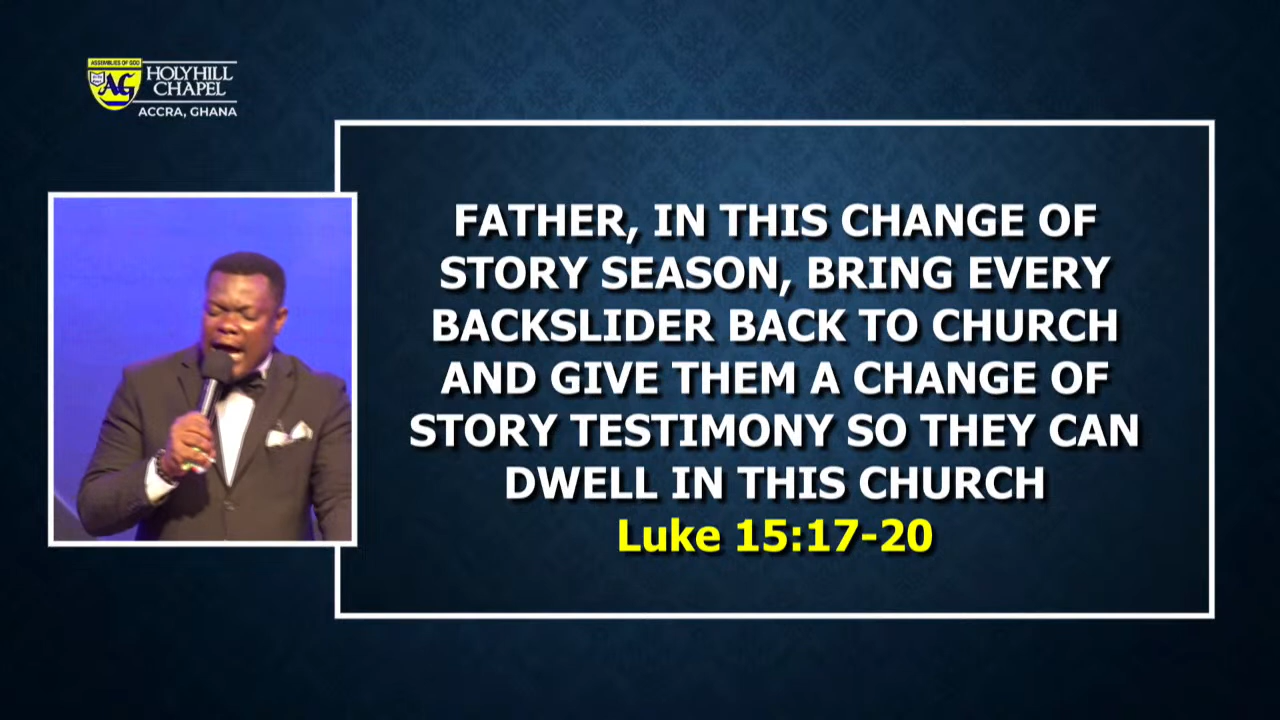 ASSEMBLIES OF GOD
AG
HOLYHILL
CHAPEL
ACCRA, GHANA
FATHER, IN THIS CHANGE OF
STORY SEASON, BRING EVERY
BACKSLIDER BACK TO CHURCH
AND GIVE THEM A CHANGE OF
STORY TESTIMONY SO THEY CAN
DWELL IN THIS CHURCH
Luke 15:17-20